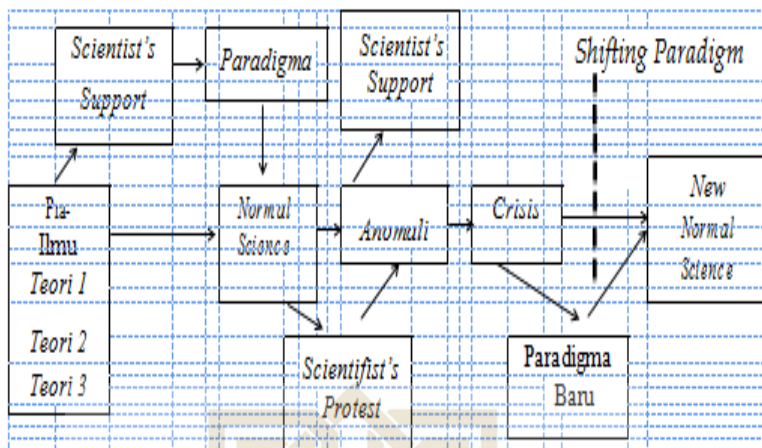 Scientist's
Support
Paradigma
Scientist's
Support
Shifting Paradigm
Pra-
Ilmu
Teori 1
Teori 2
Teori 3
Normal
Science
Anomali
Crisis
New
Normal
Science
Scientifist's
Protest
Paradigma
Baru